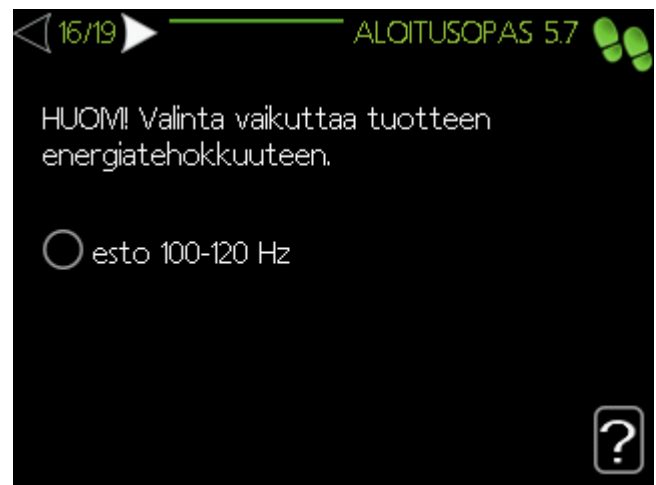 16/19 ALOITUSOPAS 5.7
HUOM! Valinta vaikuttaa tuotteen
energiatehokkuuteen.
esto 100-120 Hz
?